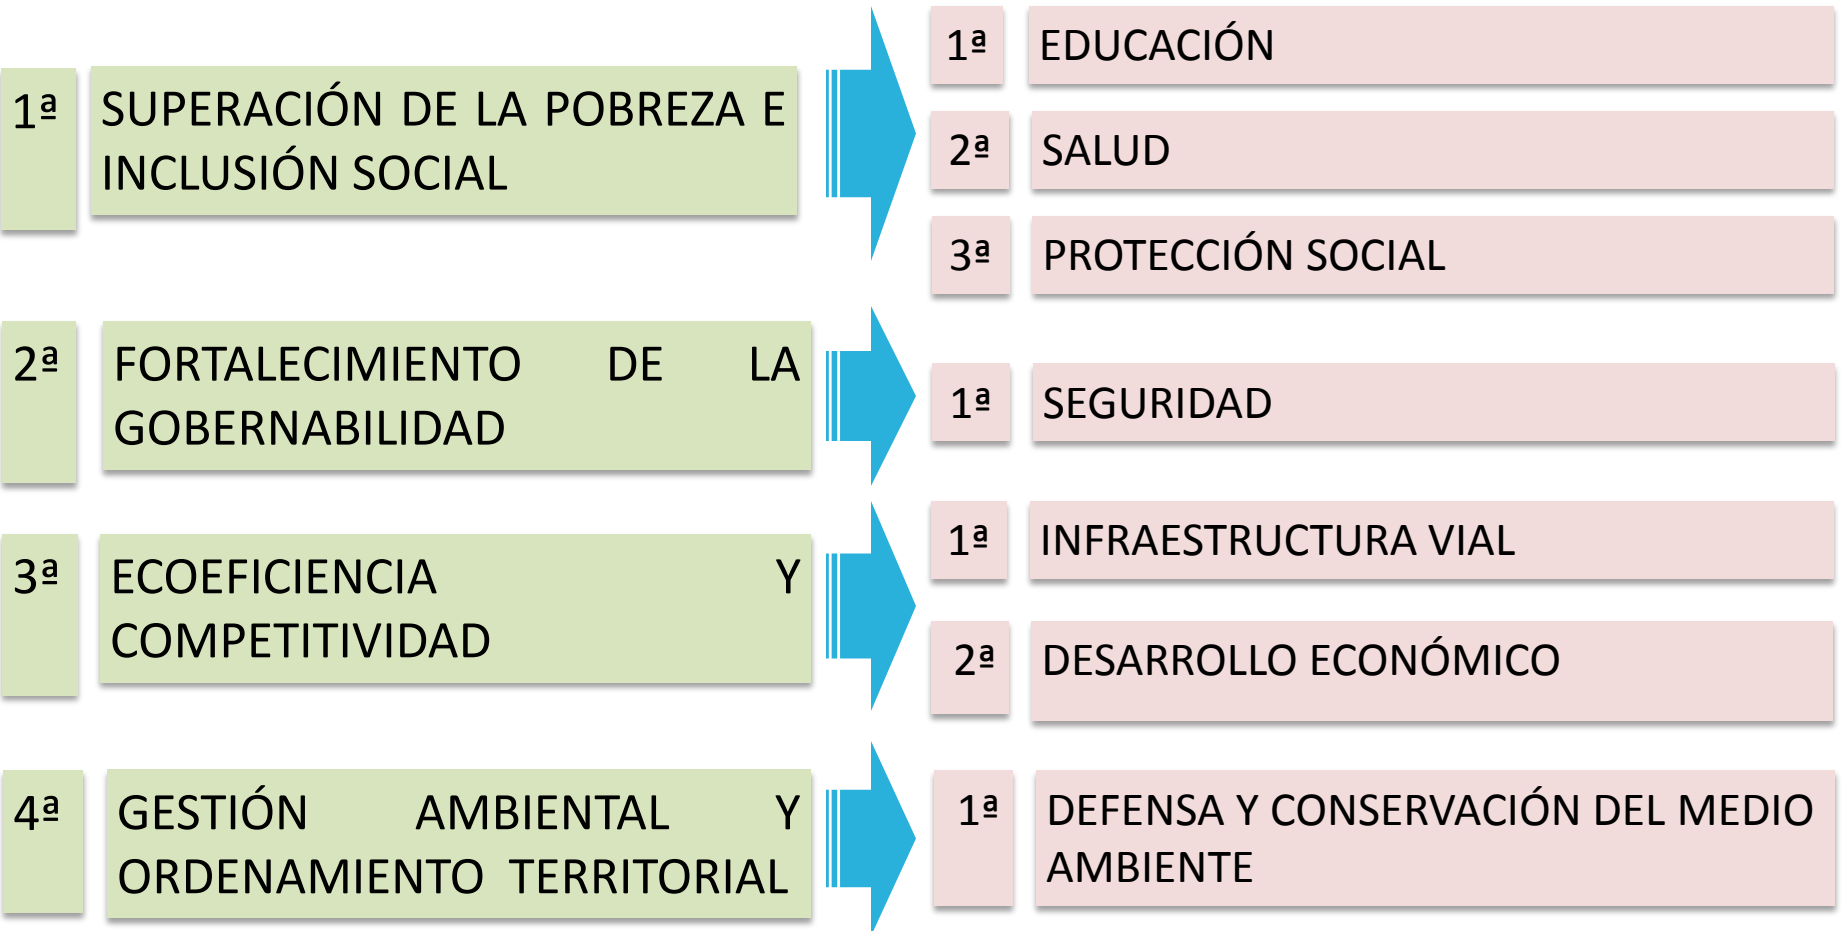 1ª SUPERACIÓN DE LA POBREZA E
INCLUSIÓN SOCIAL
1ª EDUCACIÓN
2ª SALUD
3ª PROTECCIÓN SOCIAL
2ª FORTALECIMIENTO DE LA
GOBERNABILIDAD
1ª SEGURIDAD
3ª ECOEFICIENCIA Y
COMPETITIVIDAD
1ª INFRAESTRUCTURA VIAL
2ª DESARROLLO ECONÓMICO
4ª GESTIÓN AMBIENTAL Y
ORDENAMIENTO TERRITORIAL
1ª DEFENSA Y CONSERVACIÓN DEL MEDIO
AMBIENTE